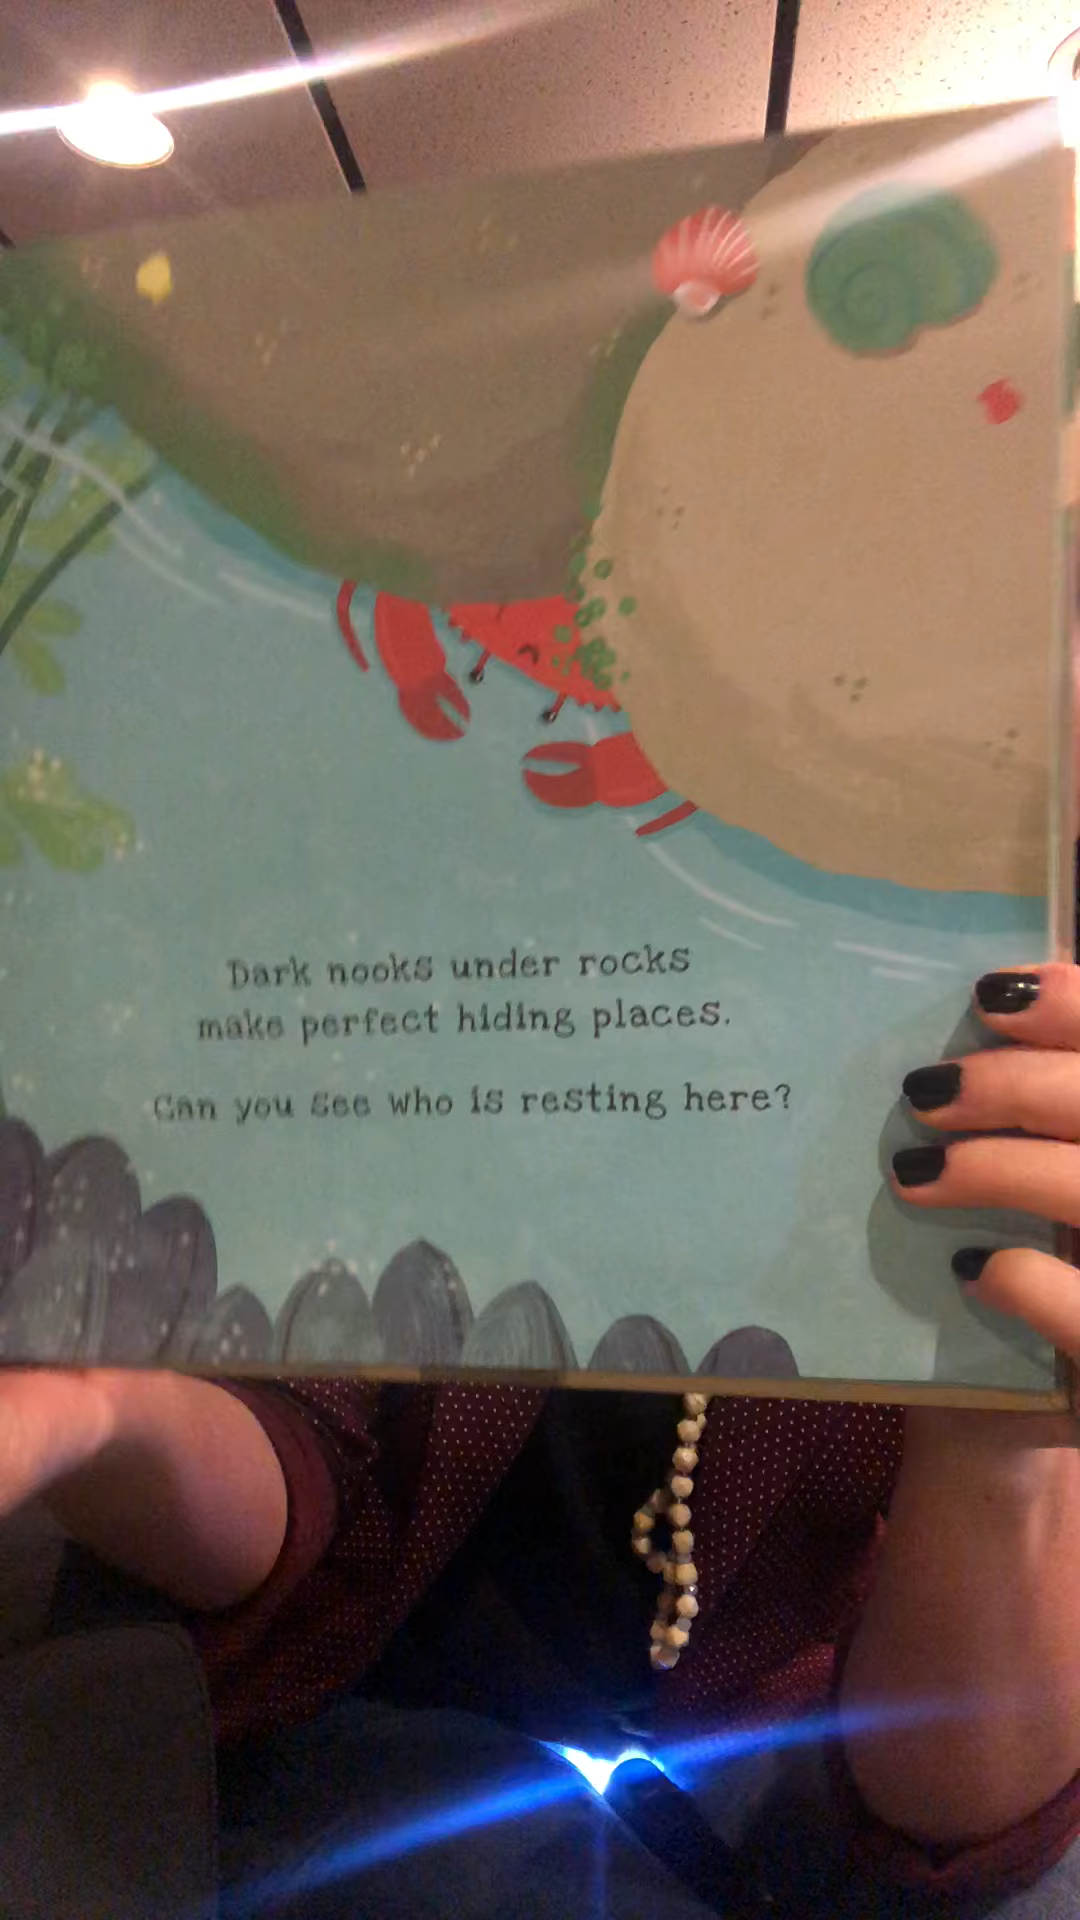 Dark nooks under rocks
make perfect hiding places.
Can you see who is resting here?